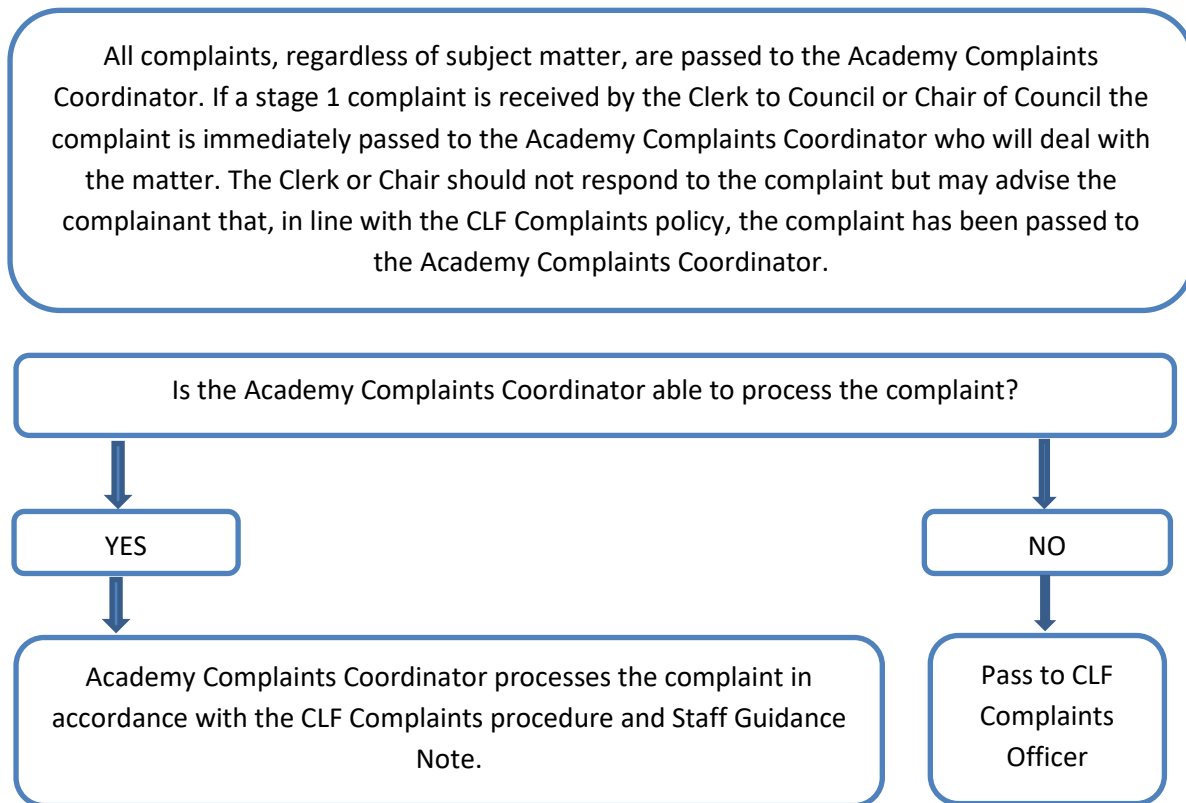 All complaints, regardless of subject matter, are passed to the Academy Complaints
Coordinator. If a stage 1 complaint is received by the Clerk to Council or Chair of Council the
complaint is immediately passed to the Academy Complaints Coordinator who will deal with
the matter. The Clerk or Chair should not respond to the complaint but may advise the
complainant that, in line with the CLF Complaints policy, the complaint has been passed to
the Academy Complaints Coordinator.
Is the Academy Complaints Coordinator able to process the complaint?
YES
NO
Academy Complaints Coordinator processes the complaint in
accordance with the CLF Complaints procedure and Staff Guidance
Note.
Pass to CLF
Complaints
Officer